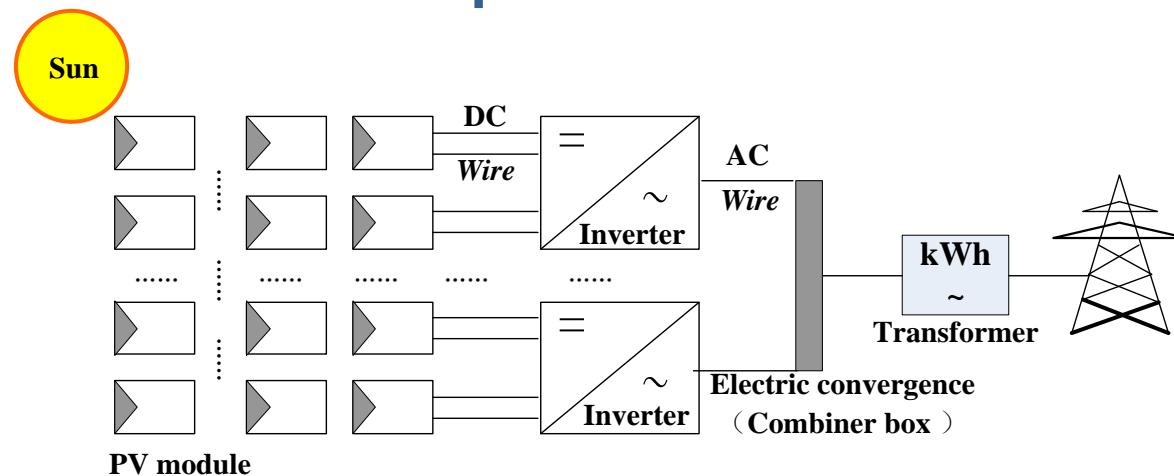 Sun
DC
Wire
=
~
Inverter
AC
Wire
kWh
~
Transformer
...... ...... ...... ...... ......
=
~
Inverter
Electric convergence
（Combiner box ）
PV module